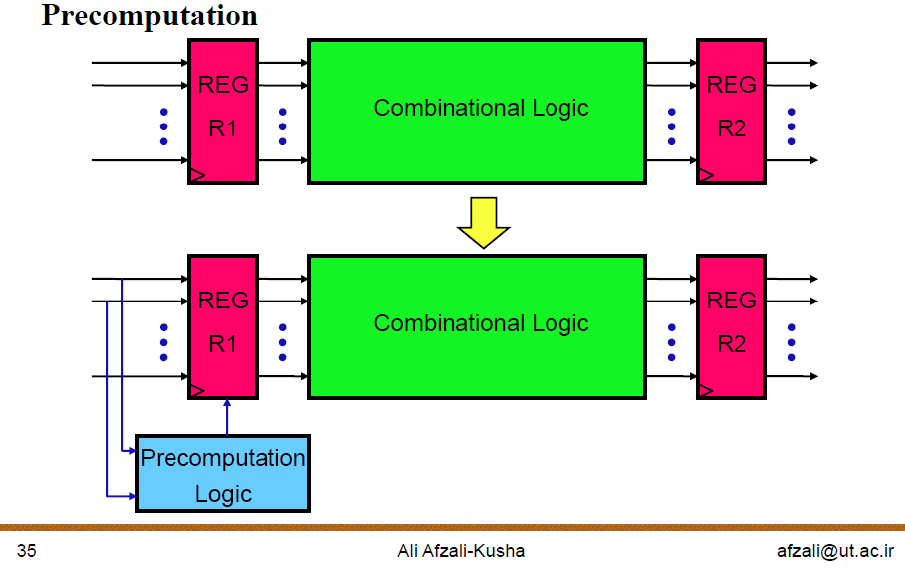 Precomputation
REG
R1
Combinational Logic
REG
R2
REG
R1
Combinational Logic
REG
R2
Precomputation
Logic
35
Ali Afzali-Kusha
afzali@ut.ac.ir